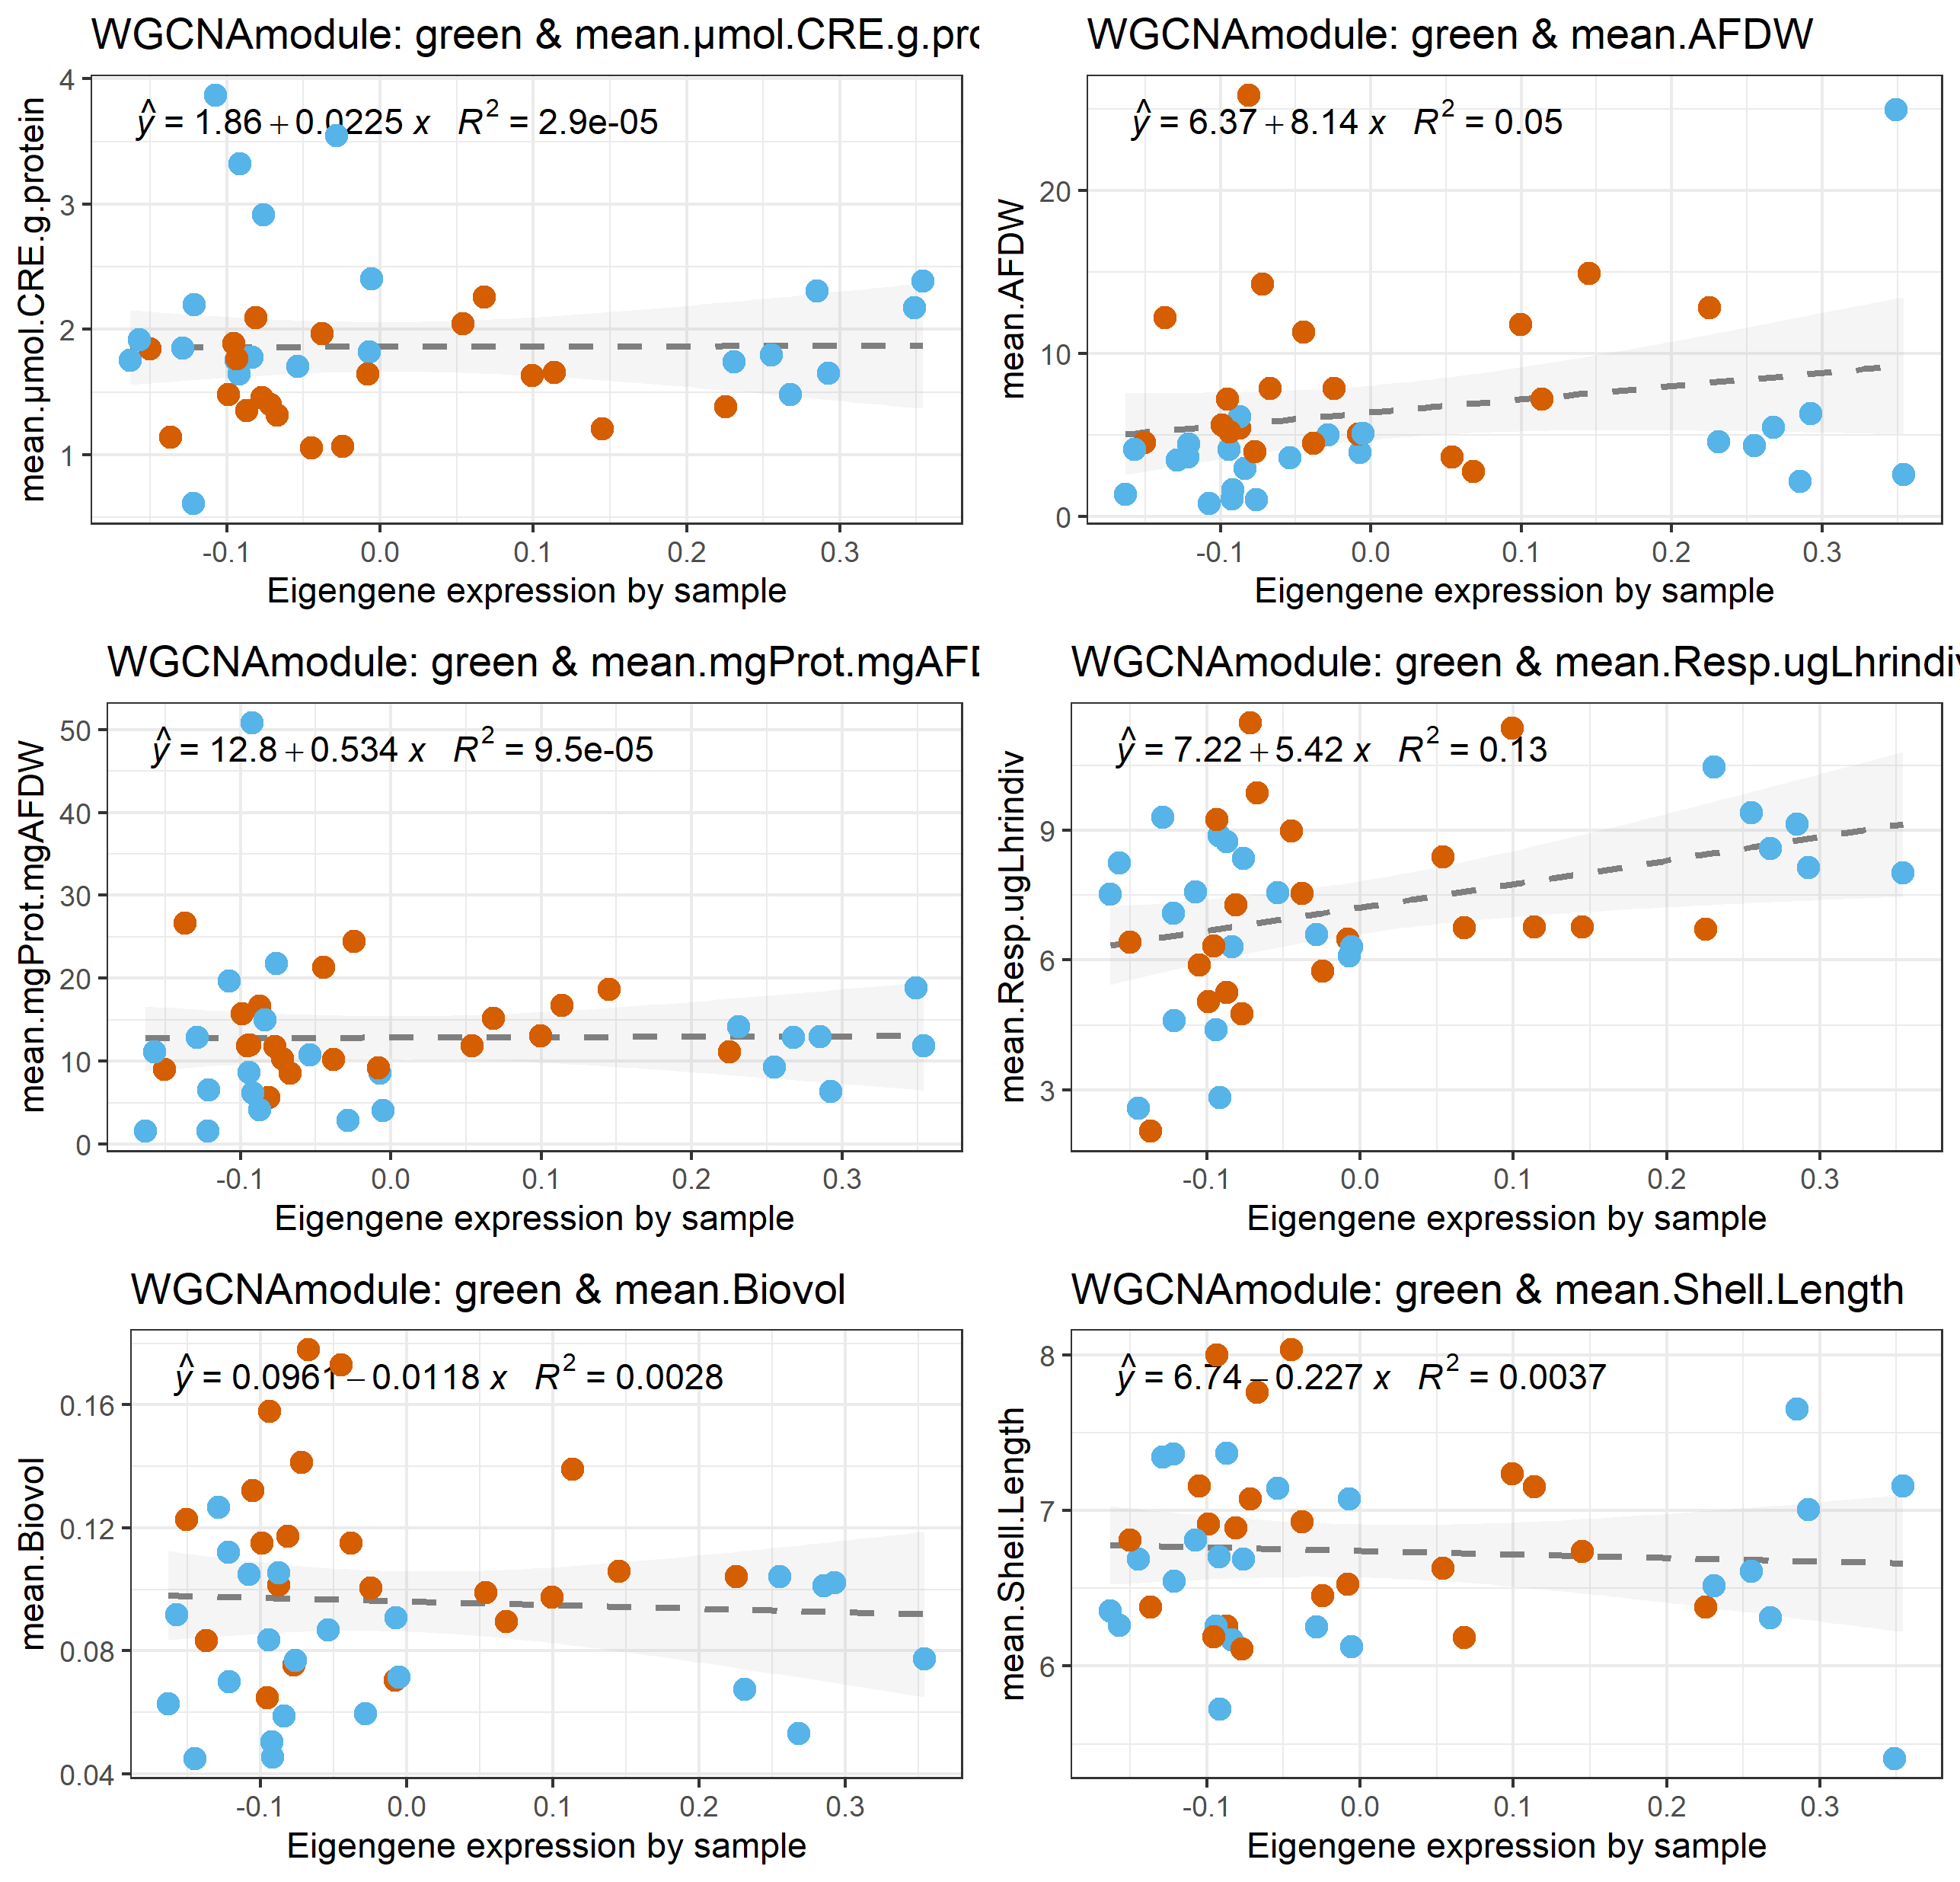 WGCNAmodule: green & mean.µmol.CRE.g.prc
mean.µmol.CRE.g.protein
ŷ = 1.86 + 0.0225 x R² = 2.9e-05
4
3
2
1
-0.1 0.0 0.1 0.2 0.3
Eigengene expression by sample
WGCNAmodule: green & mean.AFDW
mean.AFDW
ŷ = 6.37 + 8.14 x R² = 0.05
20
10
0
-0.1 0.0 0.1 0.2 0.3
Eigengene expression by sample
WGCNAmodule: green & mean.mgProt.mgAFD
mean.mgProt.mgAFDW
ŷ = 12.8 + 0.534 x R² = 9.5e-05
50
40
30
20
10
0
-0.1 0.0 0.1 0.2 0.3
Eigengene expression by sample
WGCNAmodule: green & mean.Resp.ugLhrindiv
mean.Resp.ugLhrindiv
ŷ = 7.22 + 5.42 x R² = 0.13
9
6
3
-0.1 0.0 0.1 0.2 0.3
Eigengene expression by sample
WGCNAmodule: green & mean.Biovol
mean.Biovol
ŷ = 0.0961 − 0.0118 x R² = 0.0028
0.16
0.12
0.08
0.04
-0.1 0.0 0.1 0.2 0.3
Eigengene expression by sample
WGCNAmodule: green & mean.Shell.Length
mean.Shell.Length
ŷ = 6.74 − 0.227 x R² = 0.0037
8
7
6
-0.1 0.0 0.1 0.2 0.3
Eigengene expression by sample